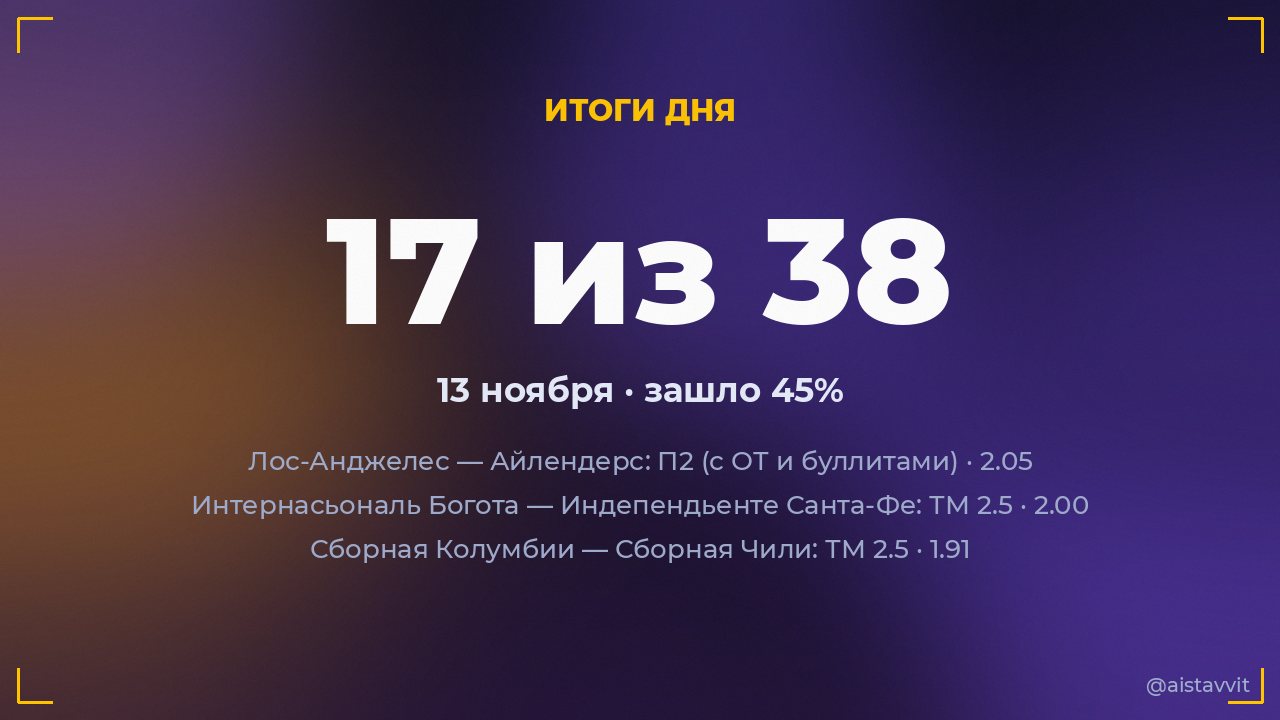 ИТОГИ ДНЯ
17 из 38
13 ноября · зашло 45%
Лос-Анджелес — Айлендерс: П2 (с ОТ и буллитами) · 2.05
Интернасьональ Богота — Индепендьенте Санта-Фе: ТМ 2.5 · 2.00
Сборная Колумбии — Сборная Чили: ТМ 2.5 · 1.91
@aistavvit